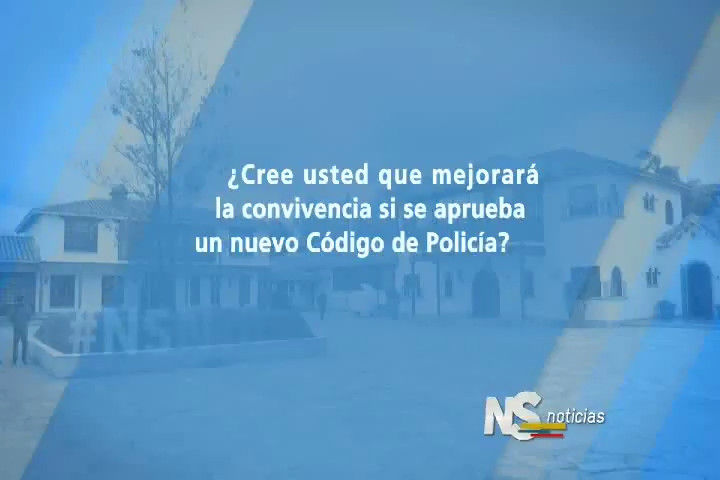 ¿Cree usted que mejorará
la convivencia si se aprueba
un nuevo Código de Policía?
NS noticias